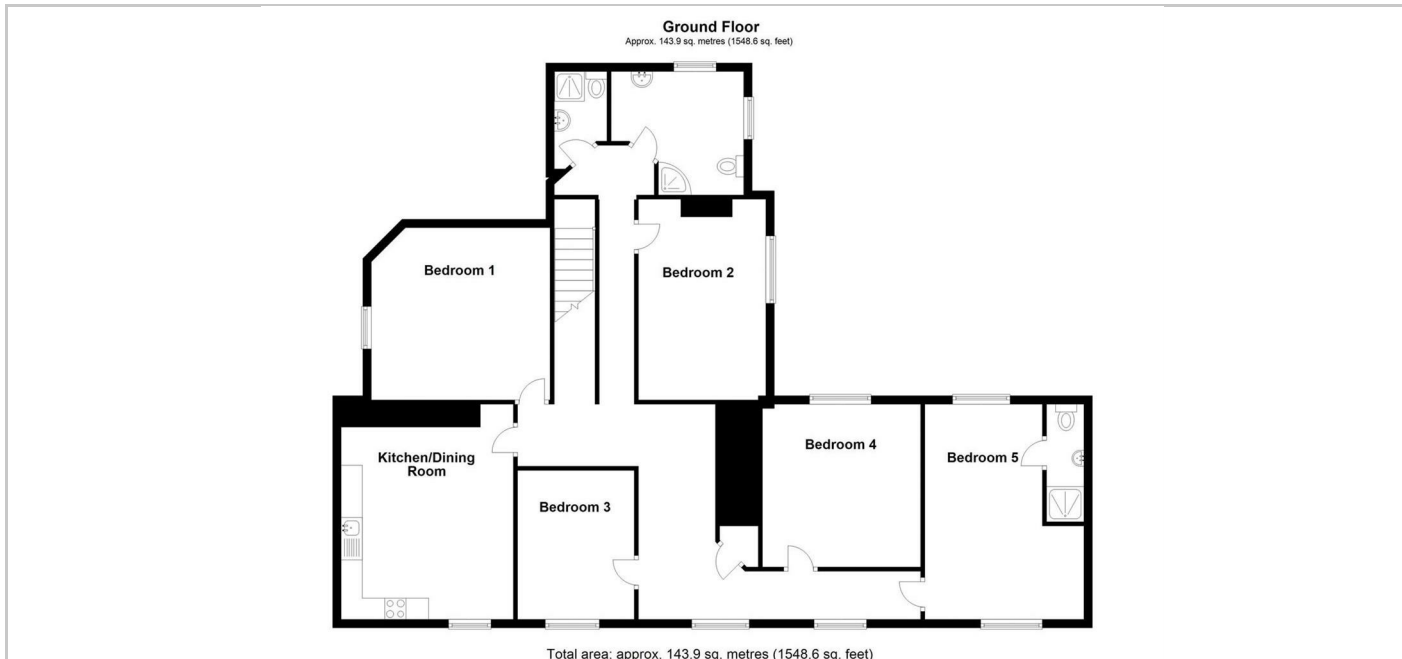 Ground Floor
Approx. 143.9 sq. metres (1548.6 sq. feet)
Bedroom 1
Bedroom 2
Kitchen/Dining
Room
Bedroom 4
Bedroom 5
Bedroom 3
Total area: approx. 143.9 sq. metres (1548.6 sq. feet)